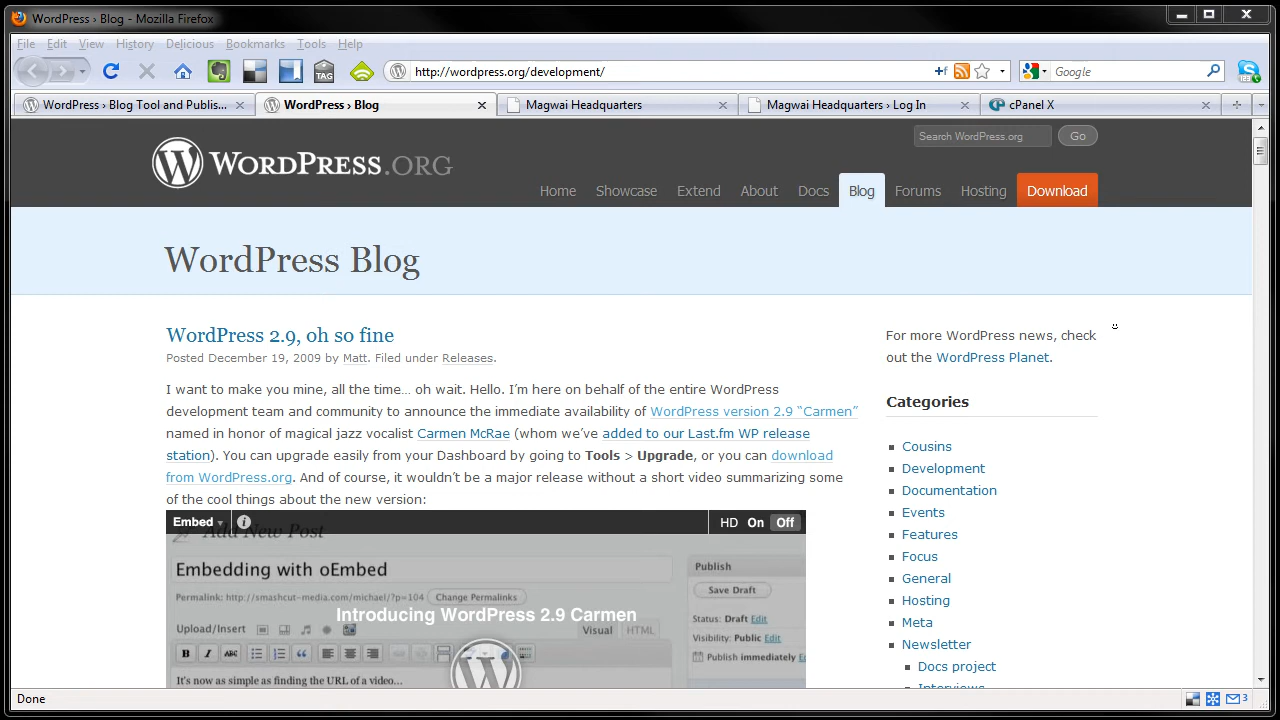 WordPress › Blog - Mozilla Firefox
File Edit View History Delicious Bookmarks Tools Help
TAG http://wordpress.org/development/ +f Google 123
WordPress › Blog Tool and Publis... WordPress › Blog Magwai Headquarters Magwai Headquarters › Log In cPanel X
WORDPRESS.ORG
Search WordPress.org Go
Home Showcase Extend About Docs Blog Forums Hosting Download
WordPress Blog
WordPress 2.9, oh so fine
Posted December 19, 2009 by Matt. Filed under Releases.
I want to make you mine, all the time… oh wait. Hello. I'm here on behalf of the entire WordPress
development team and community to announce the immediate availability of WordPress version 2.9 “Carmen”
named in honor of magical jazz vocalist Carmen McRae (whom we've added to our Last.fm WP release
station). You can upgrade easily from your Dashboard by going to Tools > Upgrade, or you can download
from WordPress.org. And of course, it wouldn't be a major release without a short video summarizing some
of the cool things about the new version:
Embed HD On Off
Add New Post
Embedding with oEmbed
Permalink: http://smashcut-media.com/michael/?p=104 Change Permalinks
Introducing WordPress 2.9 Carmen
Upload/Insert Visual HTML
B I ABC
It's now as simple as finding the URL of a video...
Publish
Save Draft
Status: Draft Edit
Visibility: Public Edit
Publish immediately
For more WordPress news, check
out the WordPress Planet.
Categories
Cousins
Development
Documentation
Events
Features
Focus
General
Hosting
Meta
Newsletter
Docs project
Interviews
Done 3